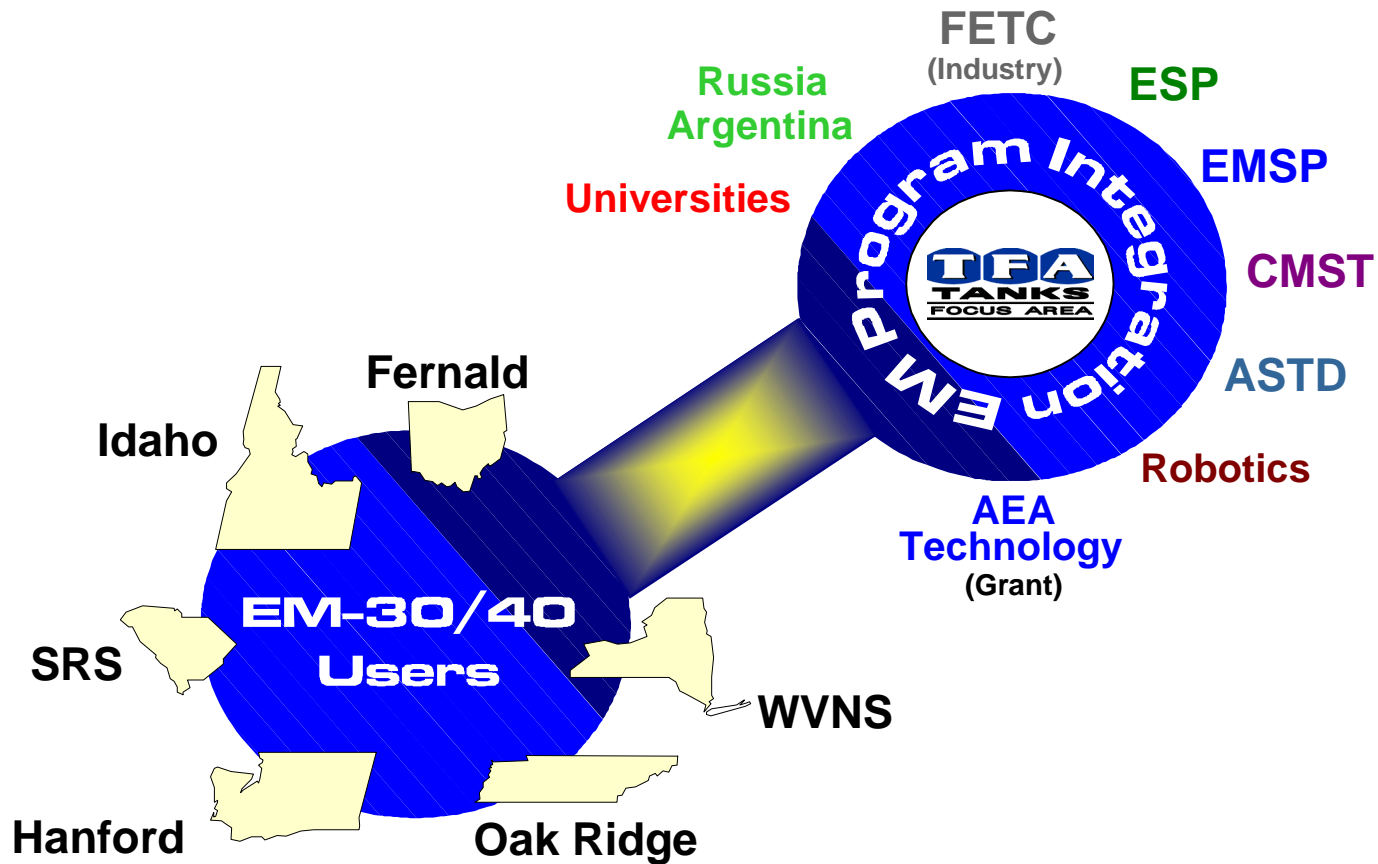 FETC
(Industry)
Russia
Argentina
ESP
Universities
EMSP
EM Program Integration
TFA
TANKS
FOCUS AREA
CMST
ASTD
Robotics
AEA
Technology
(Grant)
Fernald
Idaho
EM-30/40
Users
SRS
WVNS
Hanford
Oak Ridge